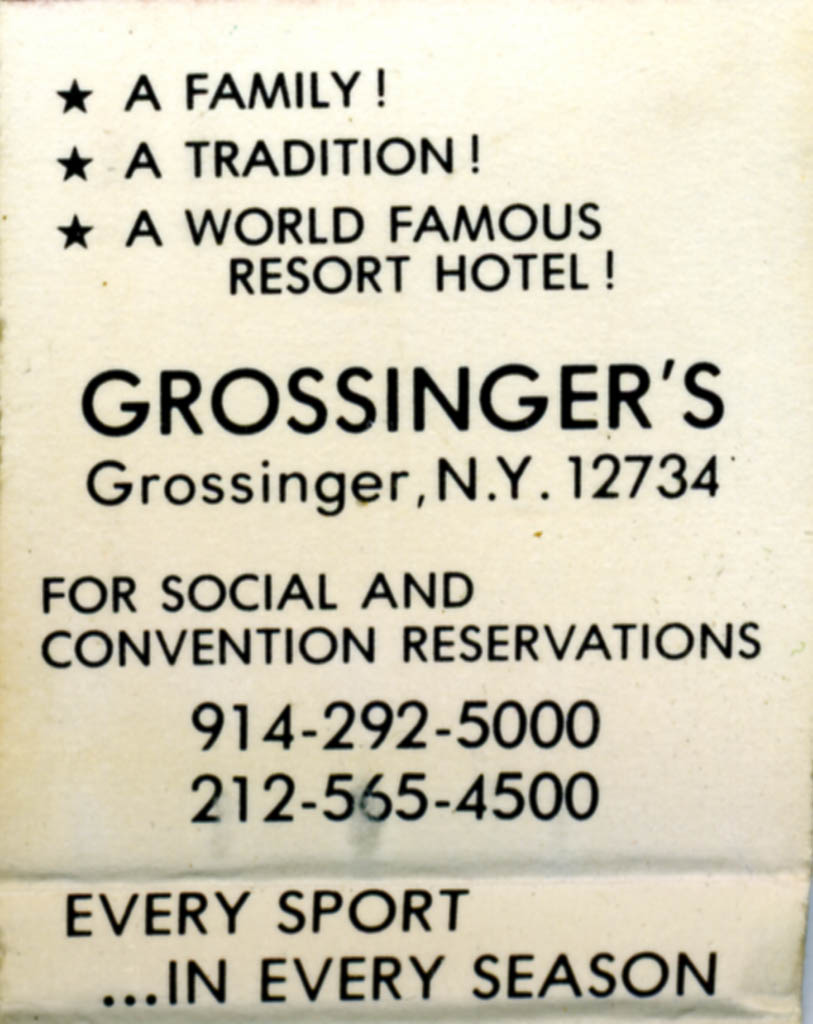 ★ A FAMILY!
★ A TRADITION!
★ A WORLD FAMOUS
RESORT HOTEL!
GROSSINGER'S
Grossinger, N.Y. 12734
FOR SOCIAL AND
CONVENTION RESERVATIONS
914-292-5000
212-565-4500
EVERY SPORT
...IN EVERY SEASON